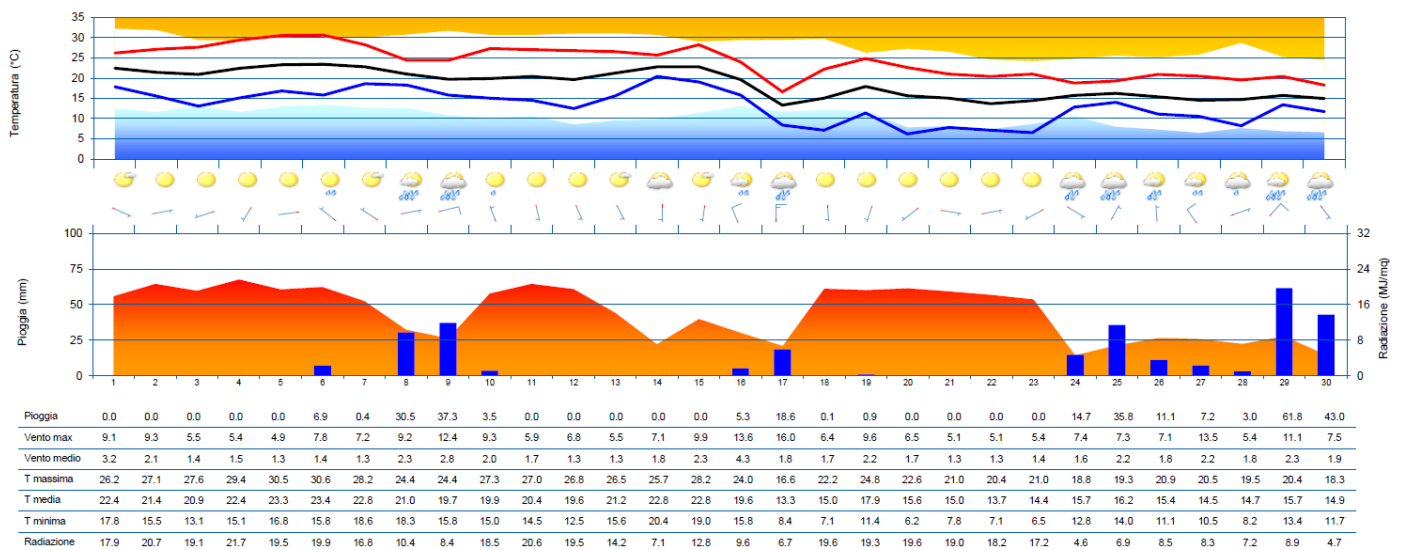 35
30
25
20
15
10
5
0
Temperatura (°C)
100
75
50
25
0
Pioggia (mm)
32
24
16
8
0
Radiazione (MJ/mq)
1 2 3 4 5 6 7 8 9 10 11 12 13 14 15 16 17 18 19 20 21 22 23 24 25 26 27 28 29 30
Pioggia 0.0 0.0 0.0 0.0 0.0 6.9 0.4 30.5 37.3 3.5 0.0 0.0 0.0 0.0 0.0 5.3 18.6 0.1 0.9 0.0 0.0 0.0 0.0 14.7 35.8 11.1 7.2 3.0 61.8 43.0
Vento max 9.1 9.3 5.5 5.4 4.9 7.8 7.2 9.2 12.4 9.3 5.9 6.8 5.5 7.1 9.9 13.6 16.0 6.4 9.6 6.5 5.1 5.1 5.4 7.4 7.3 7.1 13.5 5.4 11.1 7.5
Vento medio 3.2 2.1 1.4 1.5 1.3 1.4 1.3 2.3 2.8 2.0 1.7 1.3 1.3 1.8 2.3 4.3 1.8 1.7 2.2 1.7 1.3 1.3 1.4 1.6 2.2 1.8 2.2 1.8 2.3 1.9
T massima 26.2 27.1 27.6 29.4 30.5 30.6 28.2 24.4 24.4 27.3 27.0 26.8 26.5 25.7 28.2 24.0 16.6 22.2 24.8 22.6 21.0 20.4 21.0 18.8 19.3 20.9 20.5 19.5 20.4 18.3
T media 22.4 21.4 20.9 22.4 23.3 23.4 22.8 21.0 19.7 19.9 20.4 19.6 21.2 22.8 22.8 19.6 13.3 15.0 17.9 15.6 15.0 13.7 14.4 15.7 16.2 15.4 14.5 14.7 15.7 14.9
T minima 17.8 15.5 13.1 15.1 16.8 15.8 18.6 18.3 15.8 15.0 14.5 12.5 15.6 20.4 19.0 15.8 8.4 7.1 11.4 6.2 7.8 7.1 6.5 12.8 14.0 11.1 10.5 8.2 13.4 11.7
Radiazione 17.9 20.7 19.1 21.7 19.5 19.9 16.8 10.4 8.4 18.5 20.6 19.5 14.2 7.1 12.8 9.6 6.7 19.6 19.3 19.6 19.0 18.2 17.2 4.6 6.9 8.5 8.3 7.2 8.9 4.7